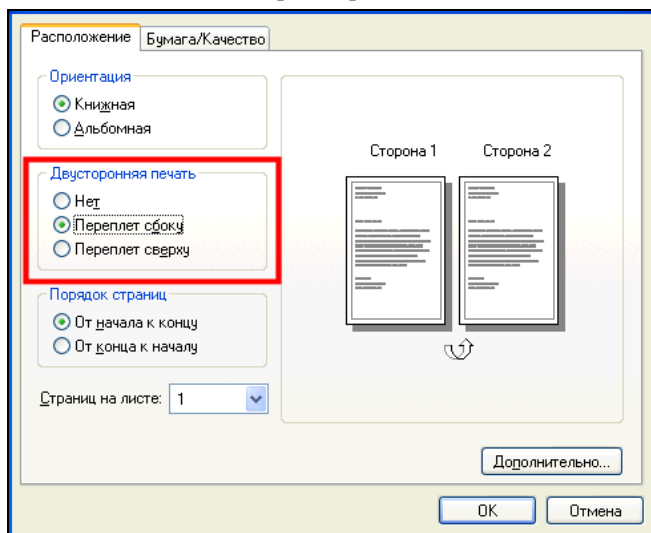 Расположение
Бумага/Качество
Ориентация
Книжная
Альбомная
Двусторонняя печать
Нет
Переплет сбоку
Переплет сверху
Порядок страниц
От начала к концу
От конца к началу
Страниц на листе: 1
Сторона 1 Сторона 2
Дополнительно...
OK Отмена